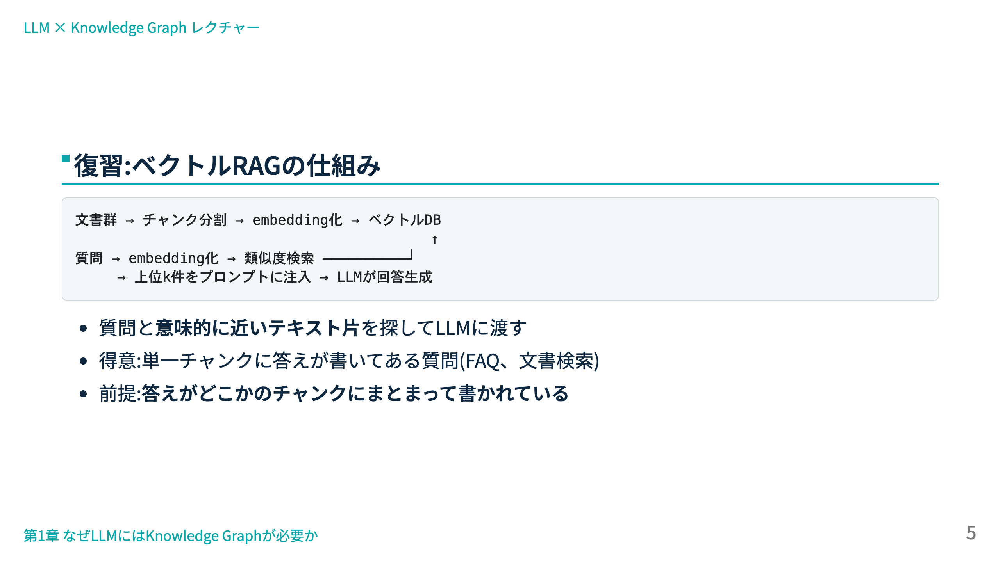 LLM × Knowledge Graph レクチャー
復習:ベクトルRAGの仕組み
文書群 → チャンク分割 → embedding化 → ベクトルDB
↑
質問 → embedding化 → 類似度検索 ──────────┘
→ 上位k件をプロンプトに注入 → LLMが回答生成
• 質問と意味的に近いテキスト片を探してLLMに渡す
• 得意:単一チャンクに答えが書いてある質問(FAQ、文書検索)
• 前提:答えがどこかのチャンクにまとまって書かれている
第1章 なぜLLMにはKnowledge Graphが必要か
5